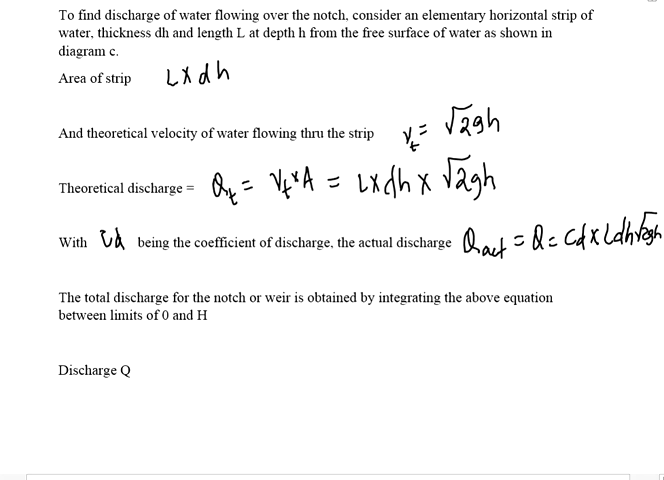 To find discharge of water flowing over the notch, consider an elementary horizontal strip of
water, thickness dh and length L at depth h from the free surface of water as shown in
diagram c.
Area of strip L x dh
And theoretical velocity of water flowing thru the strip Vt = √2gh
Theoretical discharge = Qt = Vt x A = L x dh x √2gh
With Cd being the coefficient of discharge, the actual discharge Qact = Q = Cd x L dh √2gh
The total discharge for the notch or weir is obtained by integrating the above equation
between limits of 0 and H
Discharge Q